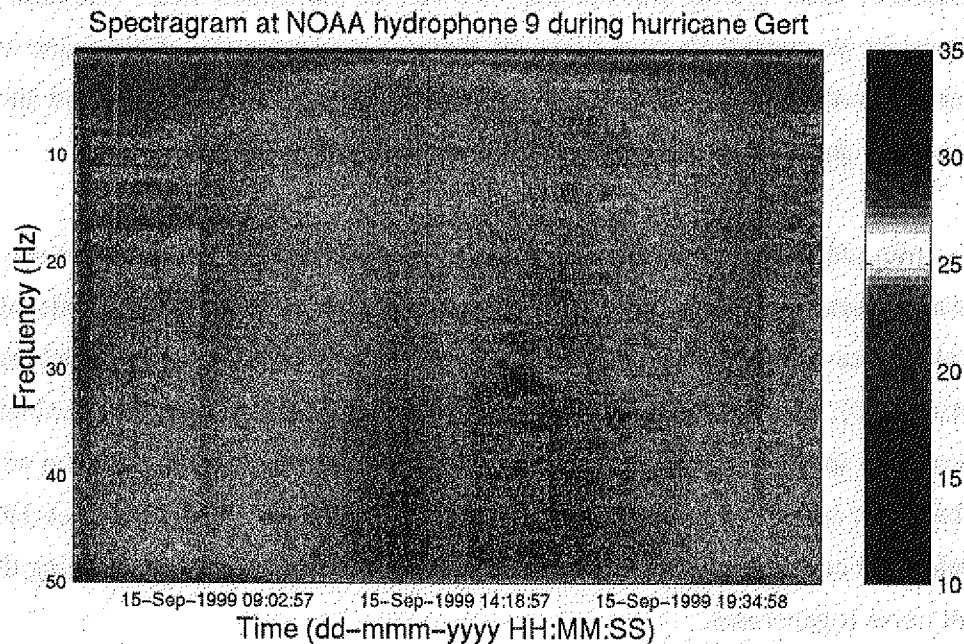 Spectragram at NOAA hydrophone 9 during hurricane Gert
35
30
25
20
15
10
Frequency (Hz)
10
20
30
40
50
15-Sep-1999 09:02:57 15-Sep-1999 14:18:57 15-Sep-1999 19:34:58
Time (dd-mmm-yyyy HH:MM:SS)